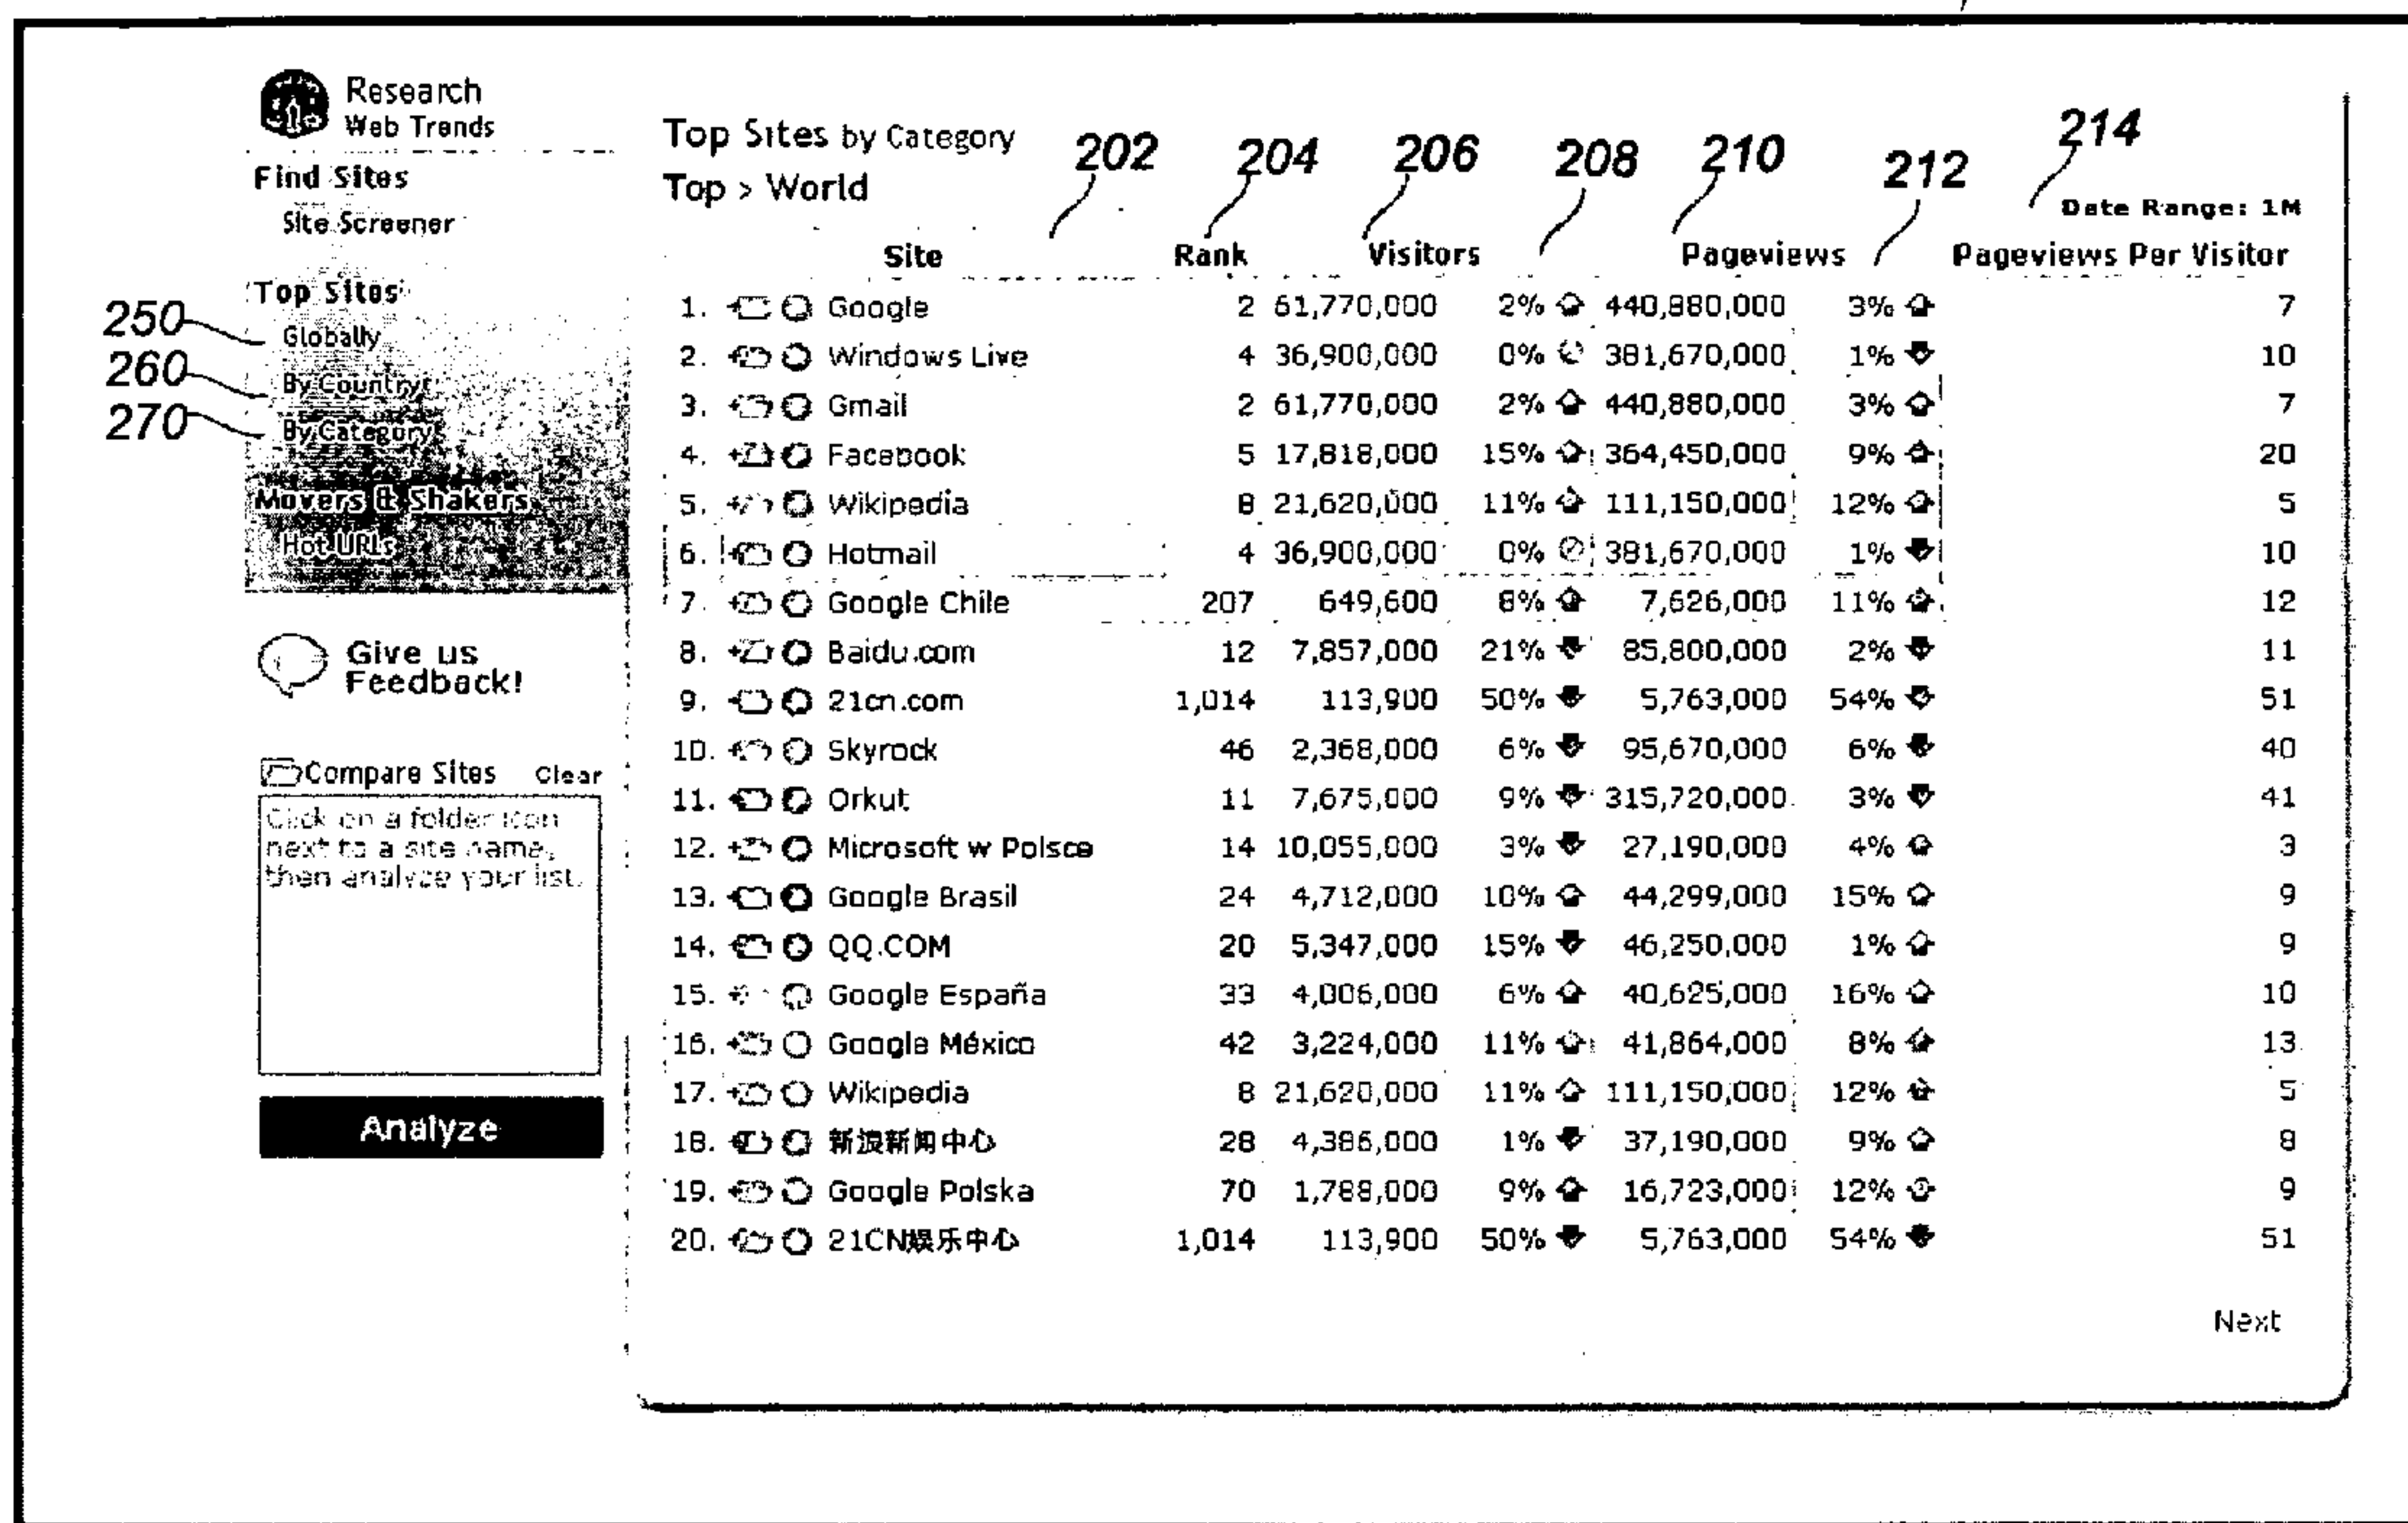 Research
Web Trends
Find Sites
Site Screener
Top Sites
250
Globally
260
By Country
270
By Category
Movers & Shakers
Hot URLs
Give us
Feedback!
Compare Sites Clear
Click on a folder icon
next to a site name,
then analyze your list.
Analyze
Top Sites by Category
Top > World
202 204 206 208 210 212 214
Date Range: 1M
Site Rank Visitors Pageviews Pageviews Per Visitor
1. Google 2 61,770,000 2% 440,880,000 3% 7
2. Windows Live 4 36,900,000 0% 381,670,000 1% 10
3. Gmail 2 61,770,000 2% 440,880,000 3% 7
4. Facebook 5 17,818,000 15% 364,450,000 9% 20
5. Wikipedia 8 21,620,000 11% 111,150,000 12% 5
6. Hotmail 4 36,900,000 0% 381,670,000 1% 10
7. Google Chile 207 649,600 8% 7,626,000 11% 12
8. Baidu.com 12 7,857,000 21% 85,800,000 2% 11
9. 21cn.com 1,014 113,900 50% 5,763,000 54% 51
10. Skyrock 46 2,368,000 6% 95,670,000 6% 40
11. Orkut 11 7,675,000 9% 315,720,000 3% 41
12. Microsoft w Polsce 14 10,055,000 3% 27,190,000 4% 3
13. Google Brasil 24 4,712,000 10% 44,299,000 15% 9
14. QQ.COM 20 5,347,000 15% 46,250,000 1% 9
15. Google España 33 4,006,000 6% 40,625,000 16% 10
16. Google México 42 3,224,000 11% 41,864,000 8% 13
17. Wikipedia 8 21,620,000 11% 111,150,000 12% 5
18. 新浪新闻中心 28 4,386,000 1% 37,190,000 9% 8
19. Google Polska 70 1,788,000 9% 16,723,000 12% 9
20. 21CN娱乐中心 1,014 113,900 50% 5,763,000 54% 51
Next